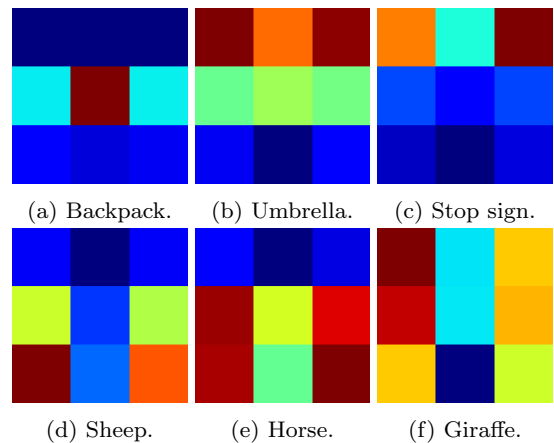 (a) Backpack. (b) Umbrella. (c) Stop sign.
(d) Sheep. (e) Horse. (f) Giraffe.